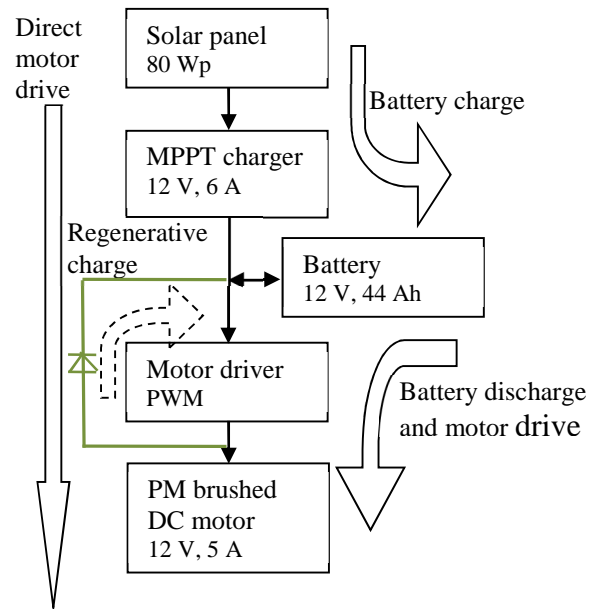 Direct
motor
drive
Solar panel
80 Wp
Battery charge
MPPT charger
12 V, 6 A
Regenerative
charge
Battery
12 V, 44 Ah
Motor driver
PWM
Battery discharge
and motor drive
PM brushed
DC motor
12 V, 5 A